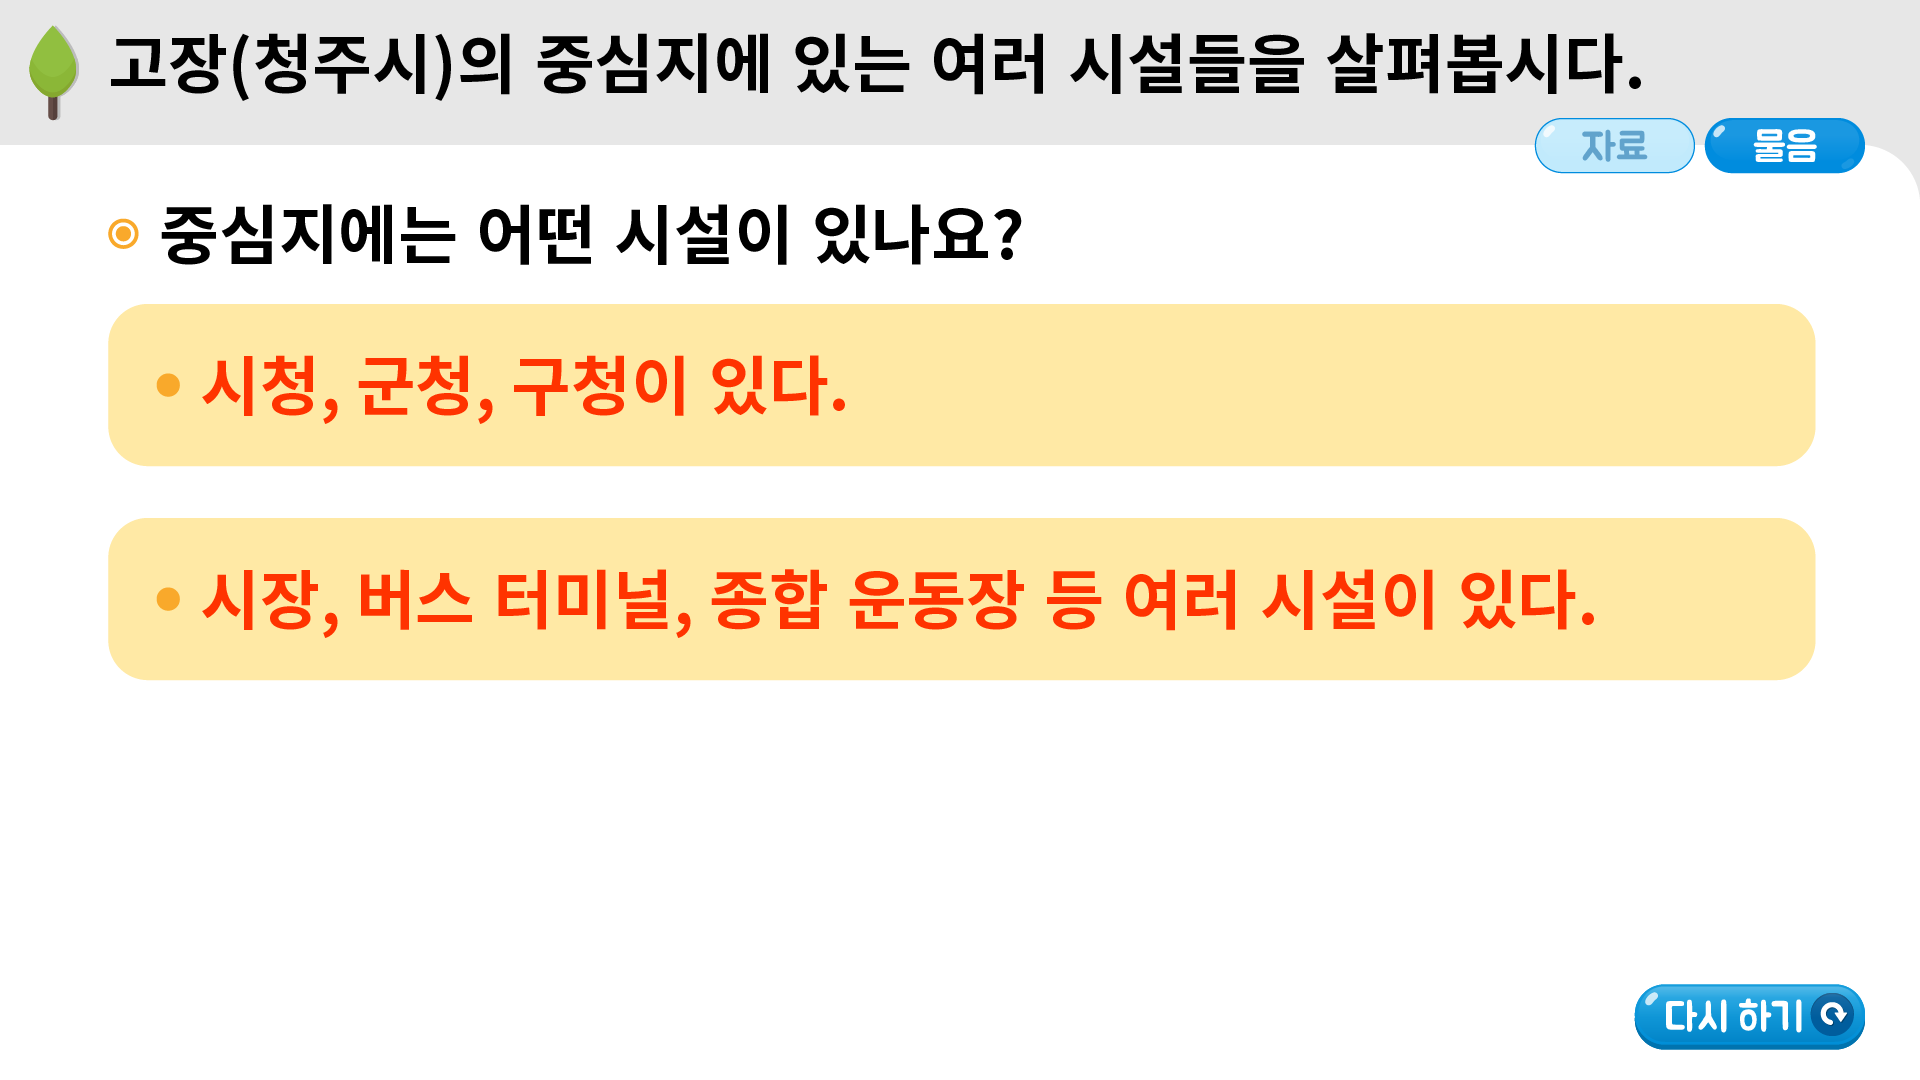 고장(청주시)의 중심지에 있는 여러 시설들을 살펴봅시다.
자료
물음
중심지에는 어떤 시설이 있나요?
시청, 군청, 구청이 있다.
시장, 버스 터미널, 종합 운동장 등 여러 시설이 있다.
다시 하기